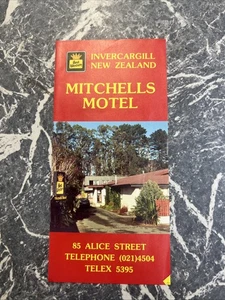 INVERCARGILL
NEW ZEALAND
MITCHELLS
MOTEL
85 ALICE STREET
TELEPHONE (021)4504
TELEX 5395